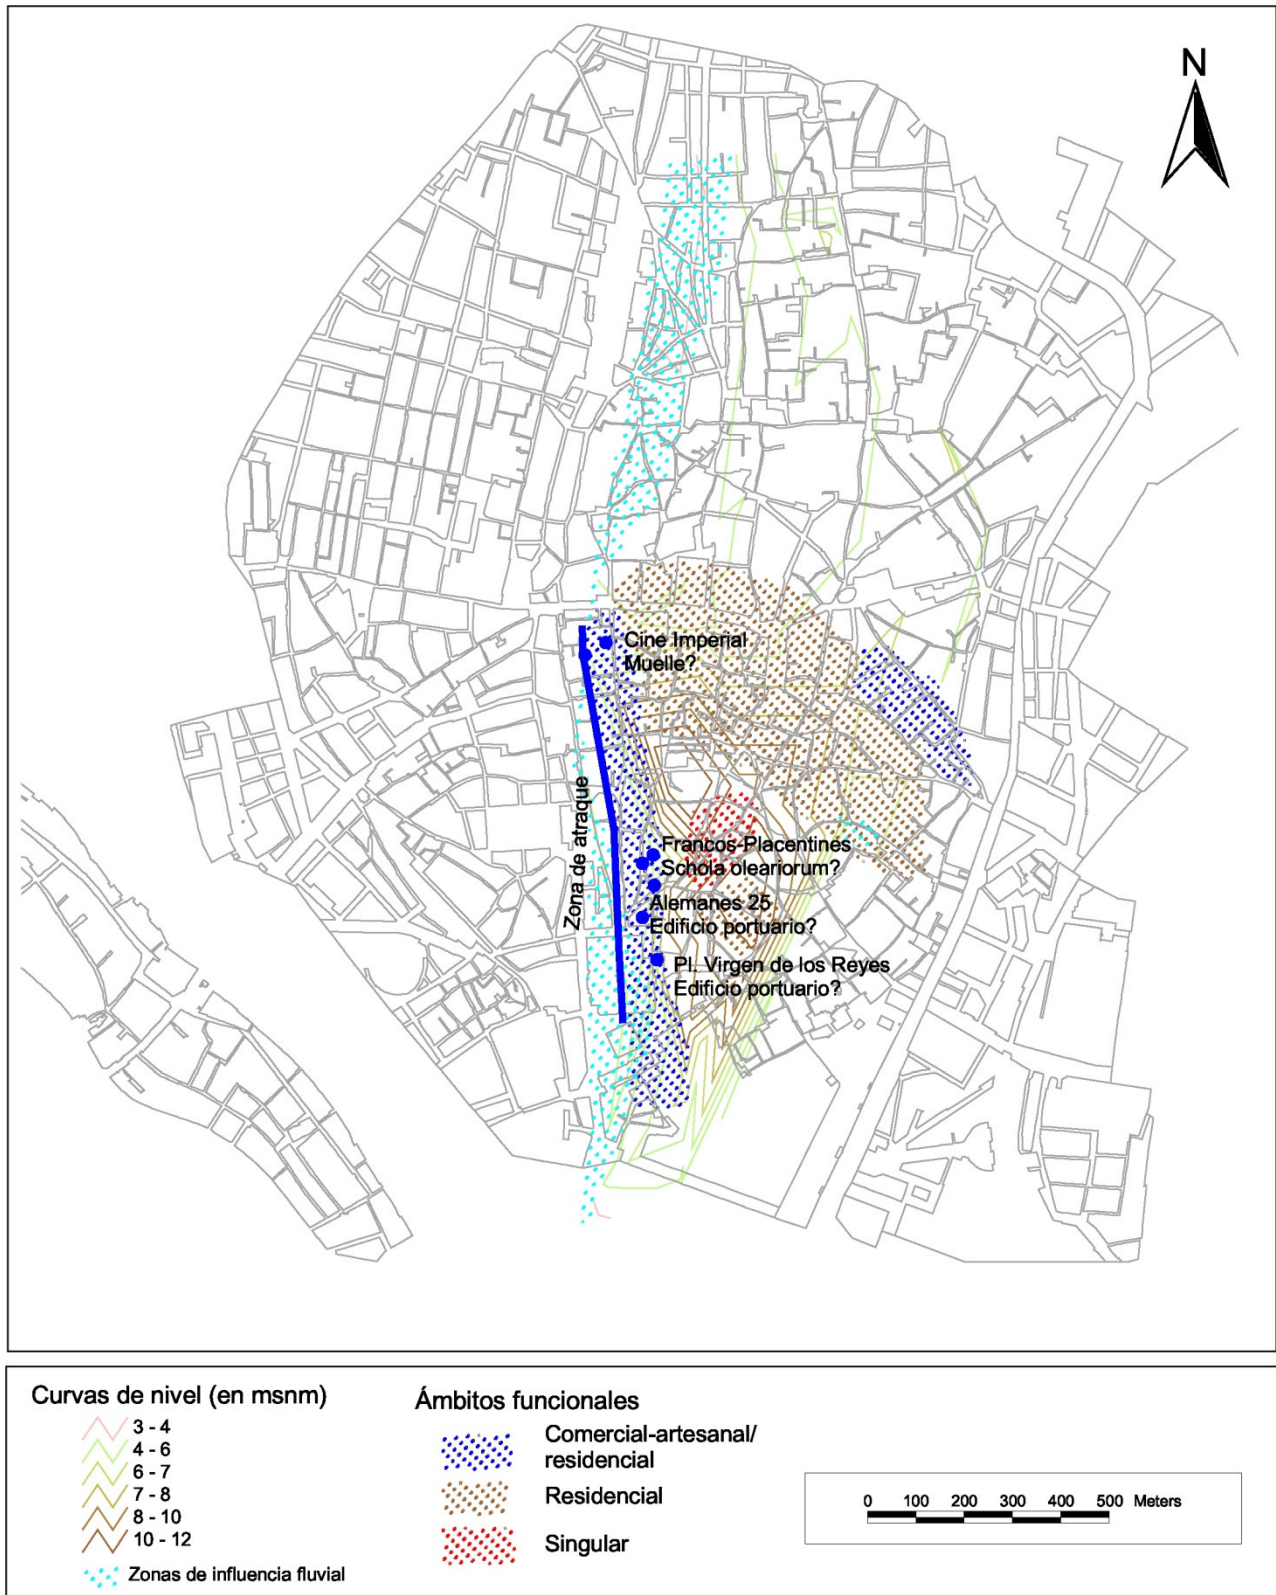 N
Cine Imperial
Muelle?
Zona de atraque
Francos-Placentines
Schola oleariorum?
Alemanes 25
Edificio portuario?
Pl. Virgen de los Reyes
Edificio portuario?
Curvas de nivel (en msnm)
3 - 4
4 - 6
6 - 7
7 - 8
8 - 10
10 - 12
Zonas de influencia fluvial
Ámbitos funcionales
Comercial-artesanal/
residencial
Residencial
Singular
0 100 200 300 400 500 Meters